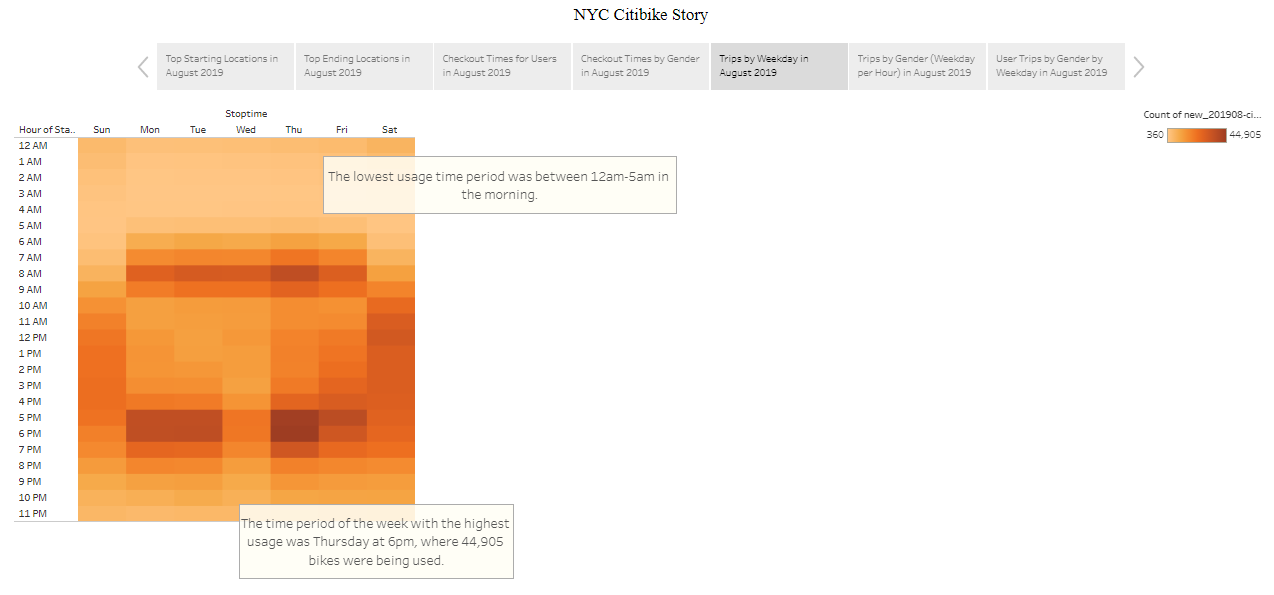 NYC Citibike Story
Top Starting Locations in
August 2019
Top Ending Locations in
August 2019
Checkout Times for Users
in August 2019
Checkout Times by Gender
in August 2019
Trips by Weekday in
August 2019
Trips by Gender (Weekday
per Hour) in August 2019
User Trips by Gender by
Weekday in August 2019
Stoptime
Hour of Sta.. Sun Mon Tue Wed Thu Fri Sat
12 AM
1 AM
2 AM
3 AM
4 AM
5 AM
6 AM
7 AM
8 AM
9 AM
10 AM
11 AM
12 PM
1 PM
2 PM
3 PM
4 PM
5 PM
6 PM
7 PM
8 PM
9 PM
10 PM
11 PM
The lowest usage time period was between 12am-5am in
the morning.
The time period of the week with the highest
usage was Thursday at 6pm, where 44,905
bikes were being used.
Count of new_201908-ci...
360 44,905